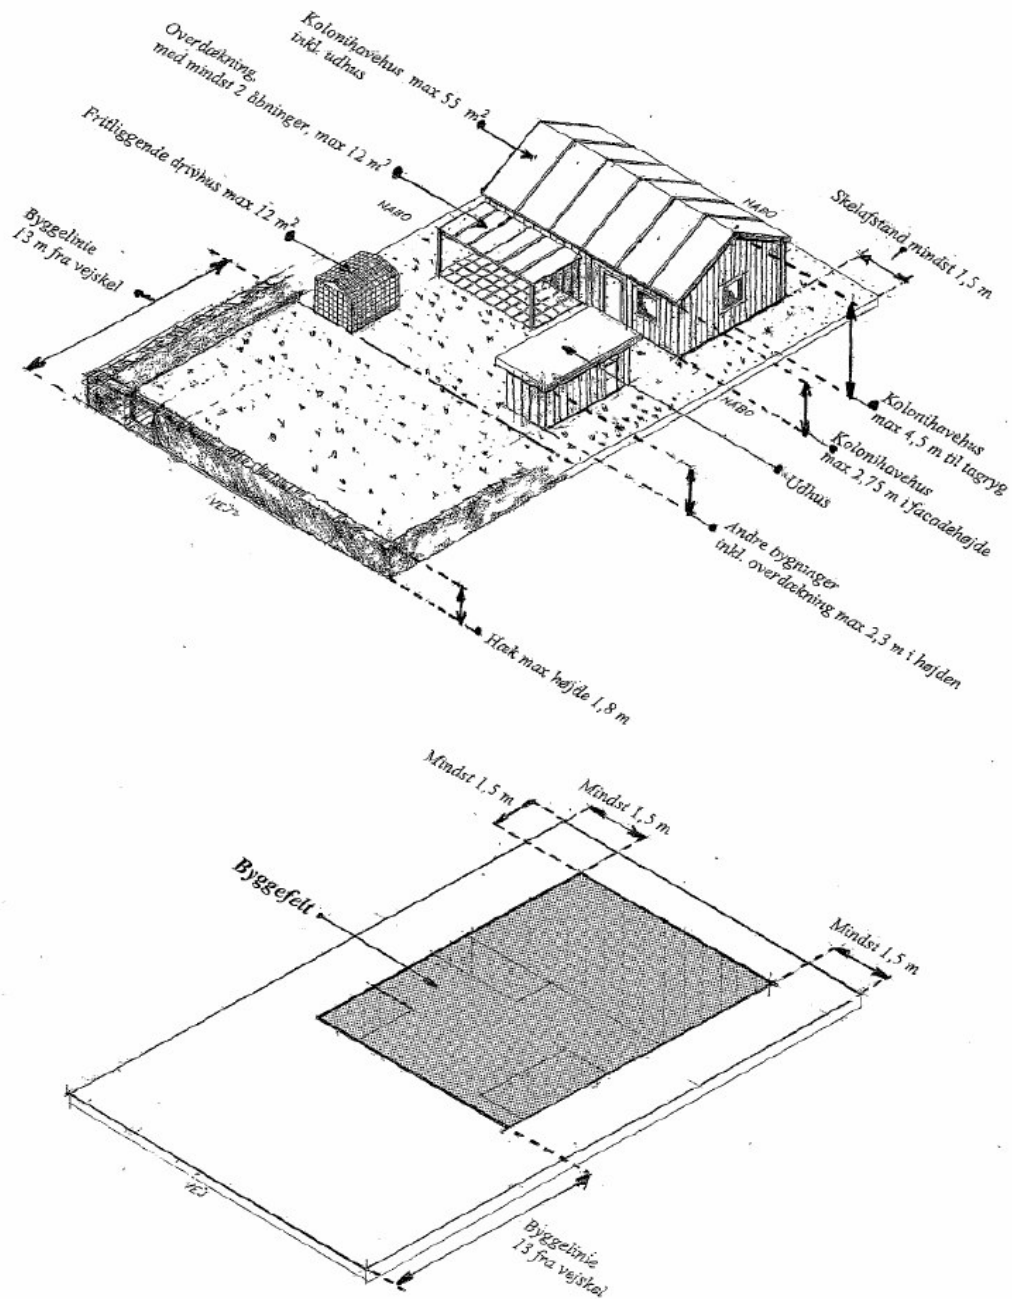 Kolonihavehus max 55 m²
inkl. udhus
Overdækning,
med mindst 2 åbninger, max 12 m²
Fritliggende drivhus max 12 m²
Byggelinie
13 m fra vejskel
NABO
NABO
Skelafstand mindst 1,5 m
NABO
Kolonihavehus
max 4,5 m til tagryg
Kolonihavehus
max 2,75 m i facadehøjde
Udhus
Andre bygninger
inkl. overdækning max 2,3 m i højden
Hæk max højde 1,8 m
VEJ
Mindst 1,5 m
Mindst 1,5 m
Byggefelt
Mindst 1,5 m
VEJ
Byggelinie
13 fra vejskel